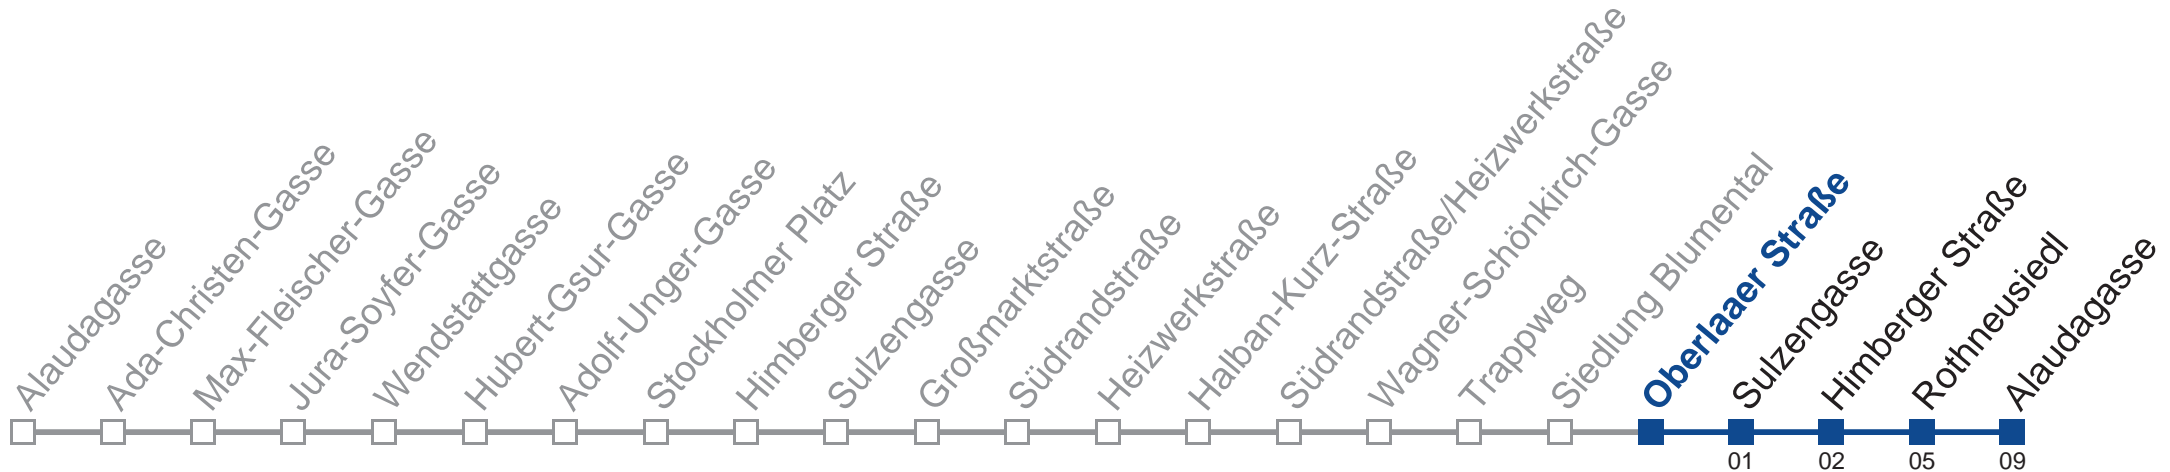 Alaudagasse
Ada-Christen-Gasse
Max-Fleischer-Gasse
Jura-Soyfer-Gasse
Wendstattgasse
Hubert-Gsur-Gasse
Adolf-Unger-Gasse
Stockholmer Platz
Himberger Straße
Sulzengasse
Großmarktstraße
Südrandstraße
Heizwerkstraße
Halban-Kurz-Straße
Südrandstraße/Heizwerkstraße
Wagner-Schönkirch-Gasse
Trappweg
Siedlung Blumental
Oberlaaer Straße
Sulzengasse
Himberger Straße
Rothneusiedl
Alaudagasse
01
02
05
09